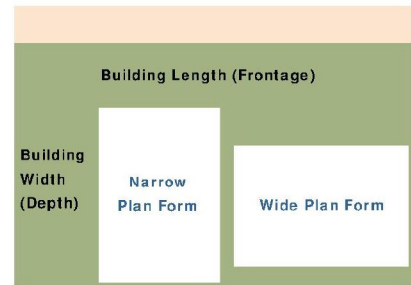 Building Length (Frontage)
Building
Width
(Depth)
Narrow
Plan Form
Wide Plan Form